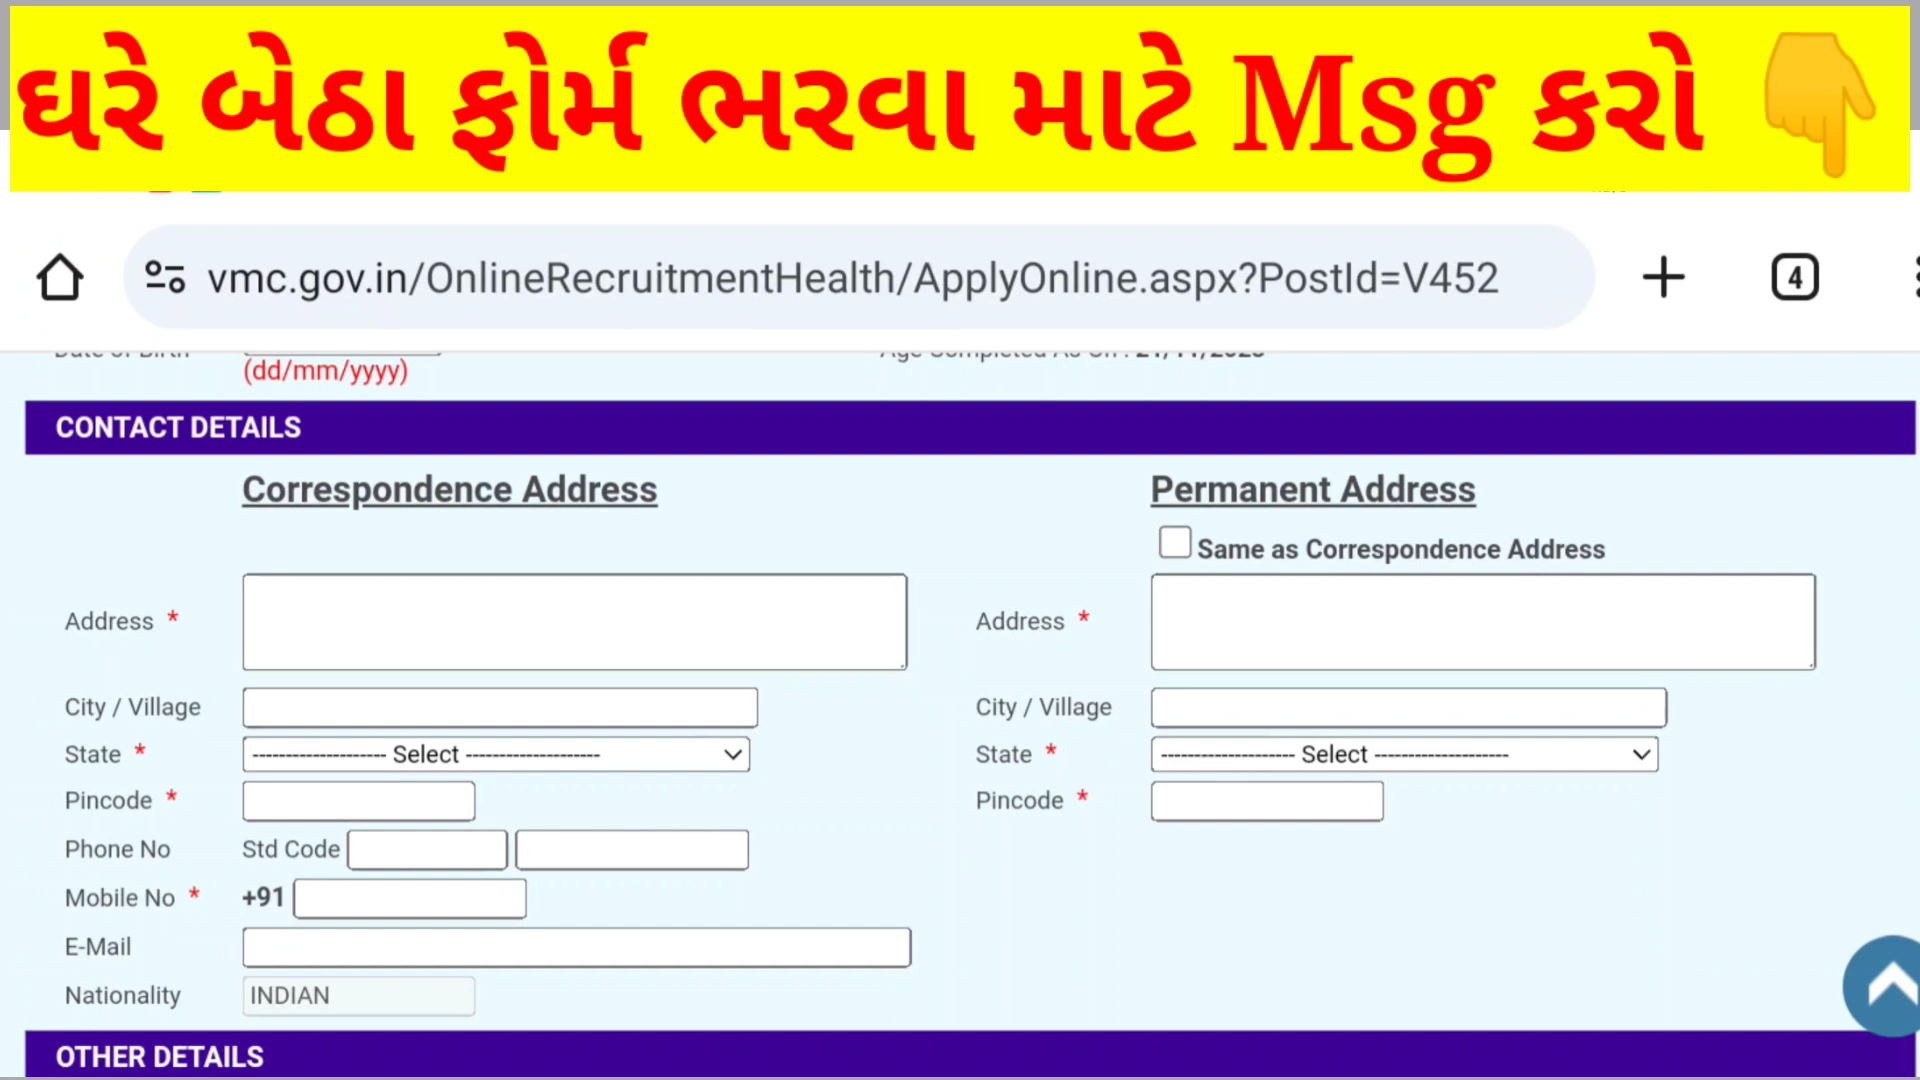 ઘરે બેઠા ફોર્મ ભરવા માટે Msg કરો
vmc.gov.in/OnlineRecruitmentHealth/ApplyOnline.aspx?PostId=V452
4
(dd/mm/yyyy)
CONTACT DETAILS
Correspondence Address
Permanent Address
Same as Correspondence Address
Address *
Address *
City / Village
City / Village
State * ------------------- Select -------------------
State * ------------------- Select -------------------
Pincode *
Pincode *
Phone No Std Code
Mobile No * +91
E-Mail
Nationality INDIAN
OTHER DETAILS